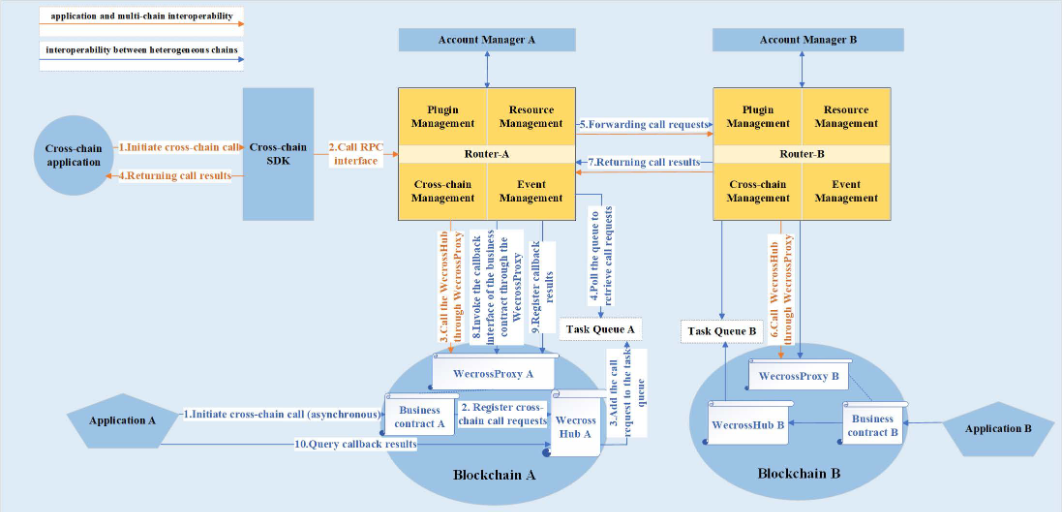 application and multi-chain interoperability
interoperability between heterogeneous chains
Account Manager A
Account Manager B
Plugin
Management
Resource
Management
Router-A
Cross-chain
Management
Event
Management
Plugin
Management
Resource
Management
Router-B
Cross-chain
Management
Event
Management
Cross-chain
application
1.Initiate cross-chain call
4.Returning call results
Cross-chain
SDK
2.Call RPC
interface
5.Forwarding call requests
7.Returning call results
3.Call the WecrossHub
through WecrossProxy
8.Invoke the callback
interface of the business
contract through the
WecrossProxy
9.Register callback
results
4.Poll the queue to
retrieve call requests
6.Call WecrossHub
through WecrossProxy
Task Queue A
Task Queue B
WecrossProxy A
WecrossProxy B
Application A
1.Initiate cross-chain call (asynchronous)
Business
contract A
2. Register cross-
chain call requests
Wecross
Hub A
3.Add the call
request to the task
queue
10.Query callback results
Blockchain A
WecrossHub B
Business
contract B
Application B
Blockchain B